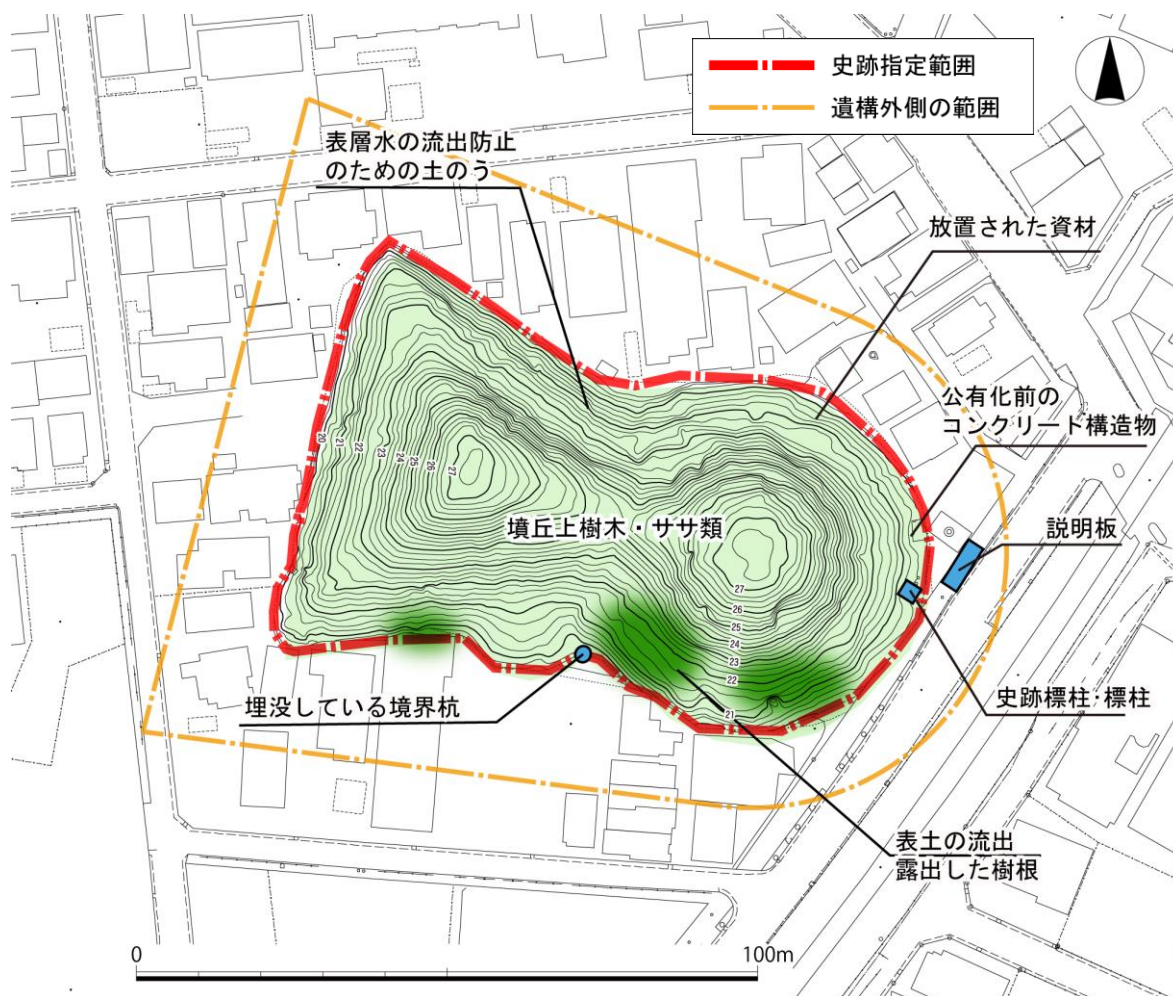 史跡指定範囲
遺構外側の範囲
表層水の流出防止
のための土のう
放置された資材
公有化前の
コンクリート構造物
説明板
墳丘上樹木・ササ類
20
21
22
23
24
25
26
27
27
26
25
24
23
22
21
埋没している境界杭
史跡標柱・標柱
表土の流出
露出した樹根
0
100m